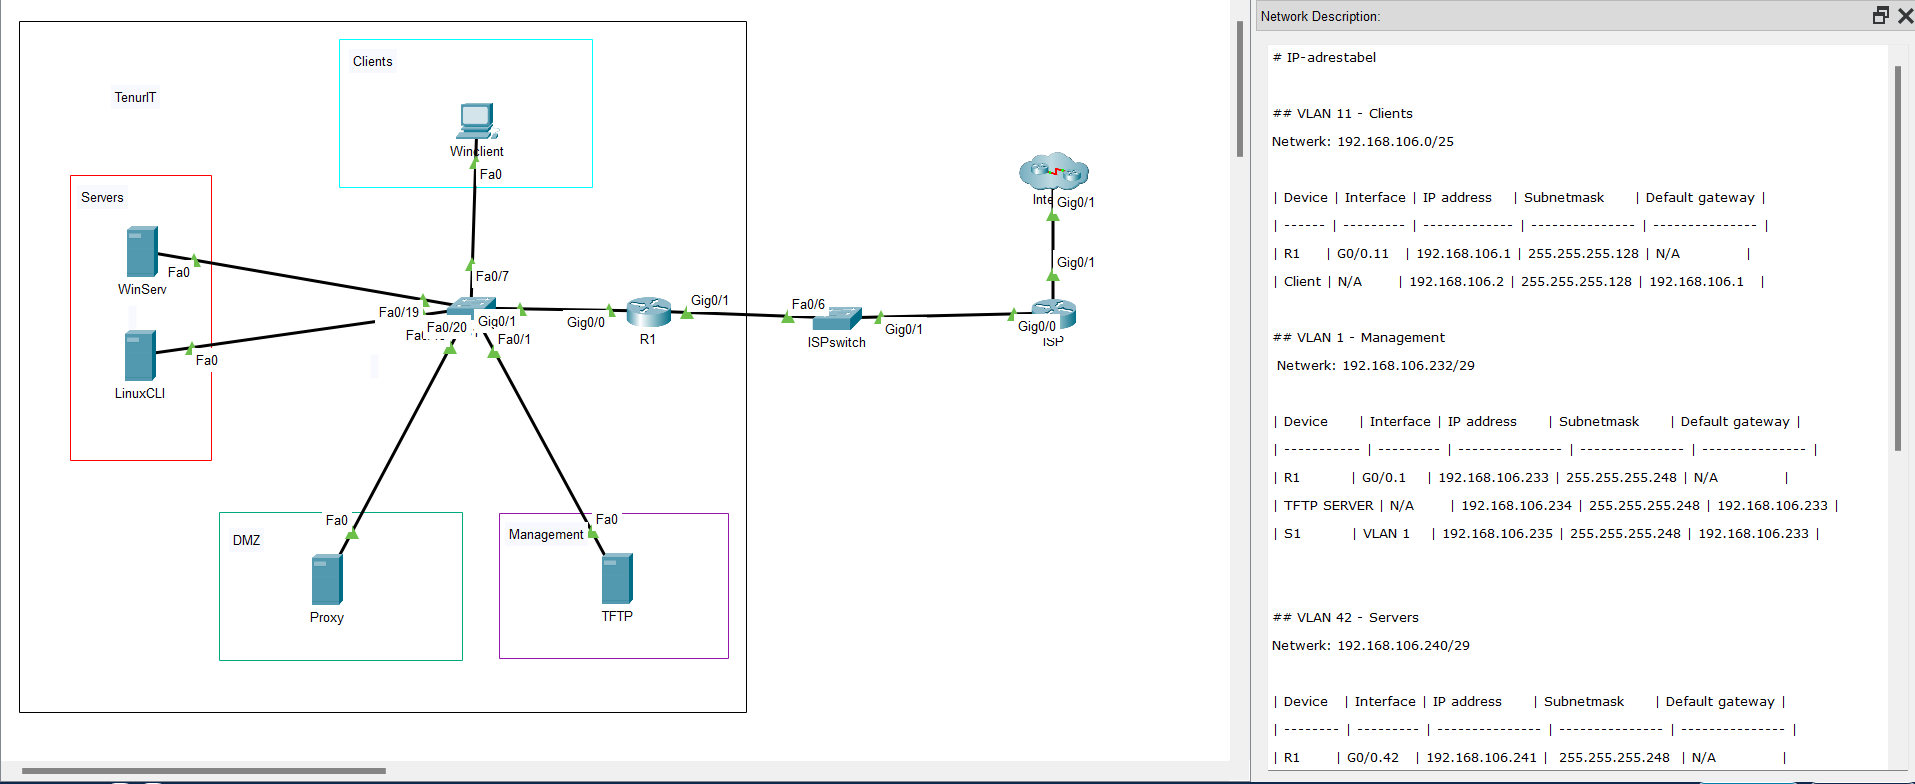 Network Description:
TenurIT
Clients
Winclient
Fa0
Fa0/7
Servers
Fa0
WinServ
Fa0
LinuxCLI
Fa0/19
Fa0/20
Gig0/1
Fa0/1
Gig0/0
R1
Gig0/1
Fa0/6
ISPswitch
Gig0/1
Gig0/0
ISP
Gig0/1
Gig0/1
DMZ
Fa0
Proxy
Management
Fa0
TFTP
# IP-adrestabel
## VLAN 11 - Clients
Netwerk: 192.168.106.0/25
| Device | Interface | IP address | Subnetmask | Default gateway |
| ------ | --------- | ------------- | --------------- | --------------- |
| R1 | G0/0.11 | 192.168.106.1 | 255.255.255.128 | N/A |
| Client | N/A | 192.168.106.2 | 255.255.255.128 | 192.168.106.1 |
## VLAN 1 - Management
Netwerk: 192.168.106.232/29
| Device | Interface | IP address | Subnetmask | Default gateway |
| ----------- | --------- | --------------- | --------------- | --------------- |
| R1 | G0/0.1 | 192.168.106.233 | 255.255.255.248 | N/A |
| TFTP SERVER | N/A | 192.168.106.234 | 255.255.255.248 | 192.168.106.233 |
| S1 | VLAN 1 | 192.168.106.235 | 255.255.255.248 | 192.168.106.233 |
## VLAN 42 - Servers
Netwerk: 192.168.106.240/29
| Device | Interface | IP address | Subnetmask | Default gateway |
| -------- | --------- | --------------- | --------------- | --------------- |
| R1 | G0/0.42 | 192.168.106.241 | 255.255.255.248 | N/A |